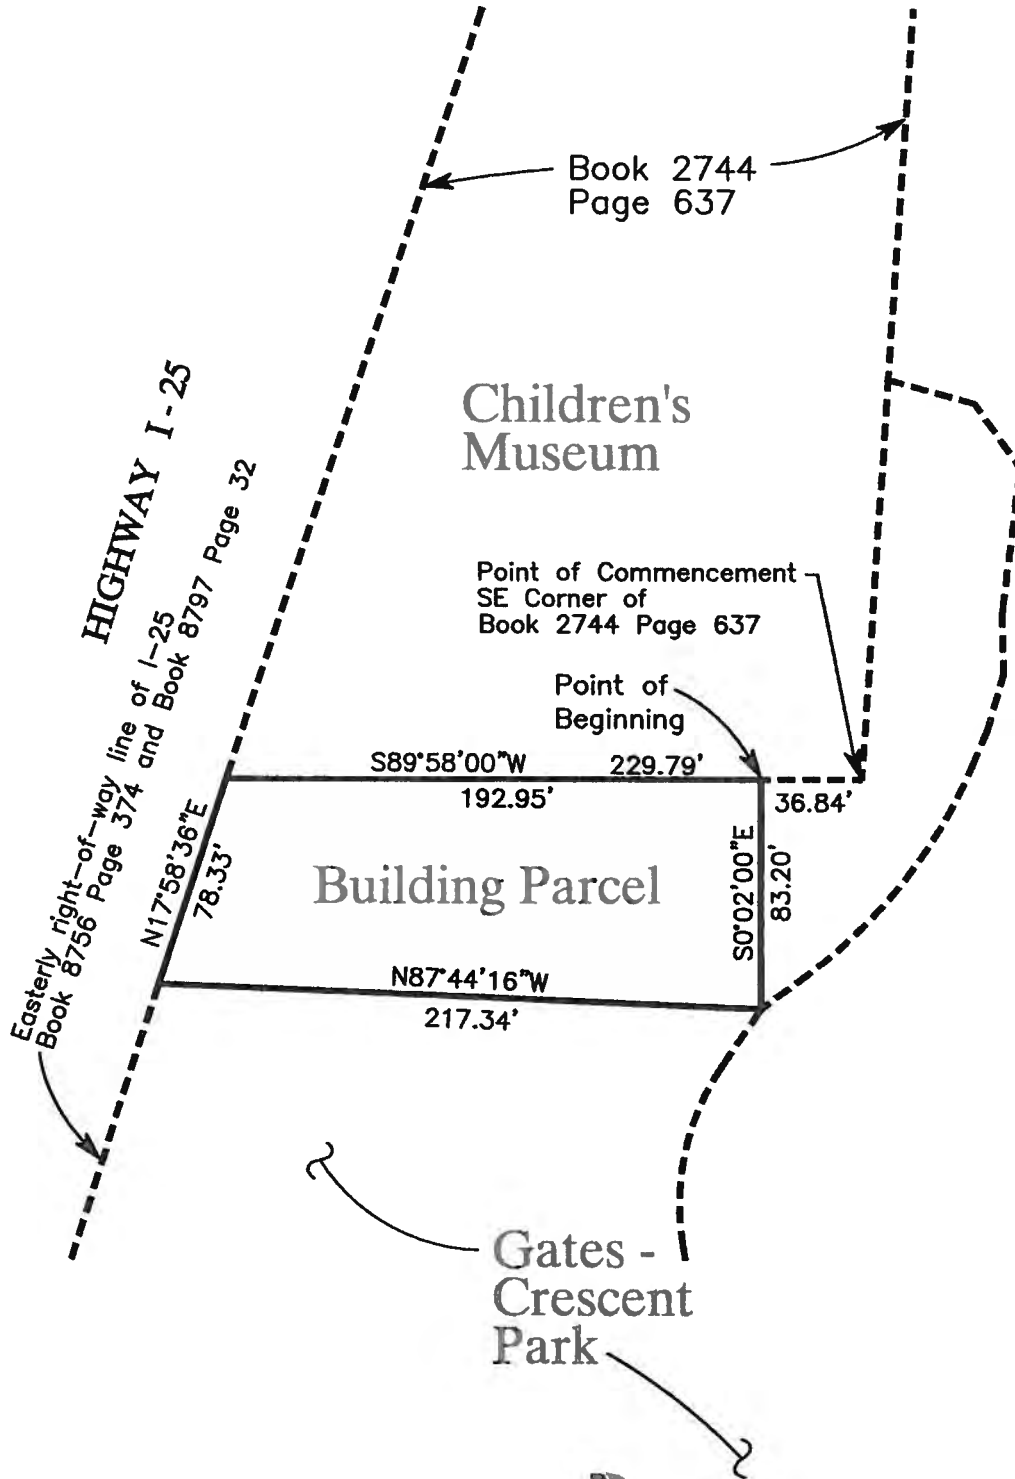 Book 2744
Page 637
Children's
Museum
HIGHWAY I-25
Easterly right-of-way line of I-25
Book 8756 Page 374 and Book 8797 Page 32
Point of Commencement
SE Corner of
Book 2744 Page 637
Point of
Beginning
S89°58'00"W 229.79'
192.95' 36.84'
N17°58'36"E
78.33'
Building Parcel
S0°02'00"E
83.20'
N87°44'16"W
217.34'
Gates -
Crescent
Park